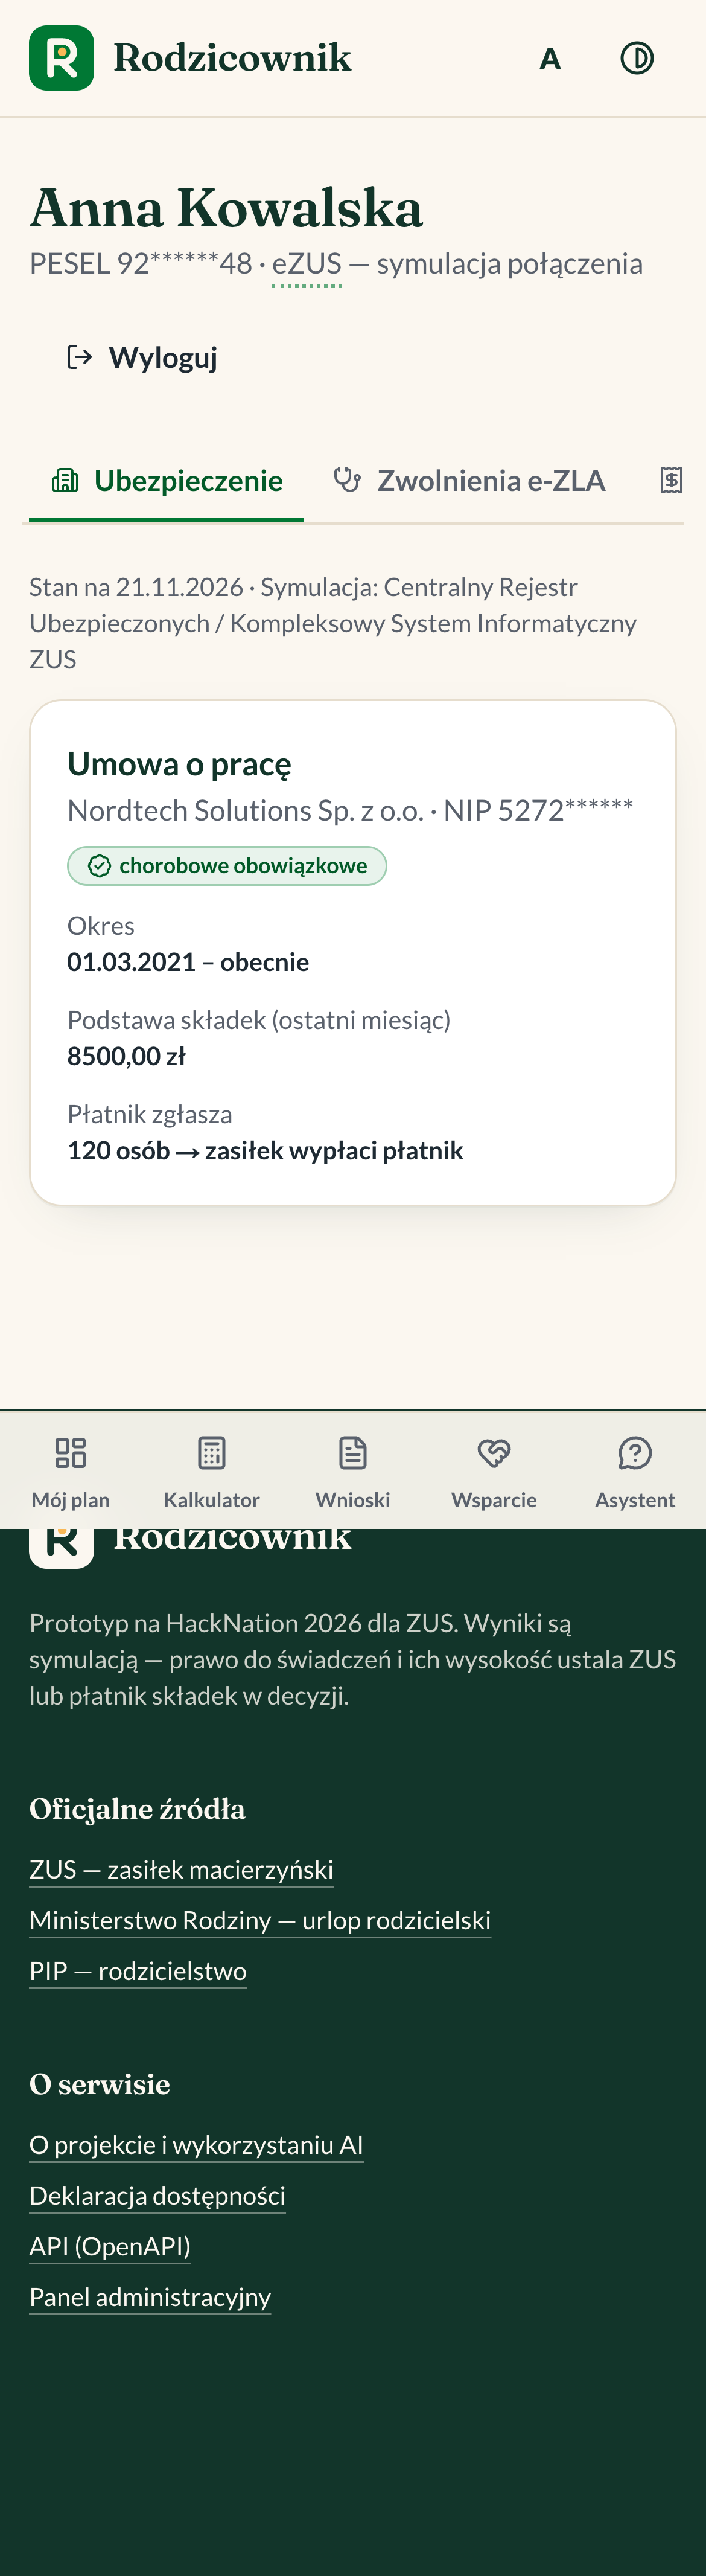 Rodzicownik
A
Anna Kowalska
PESEL 92******48 · eZUS — symulacja połączenia
Wyloguj
Ubezpieczenie
Zwolnienia e-ZLA
Stan na 21.11.2026 · Symulacja: Centralny Rejestr
Ubezpieczonych / Kompleksowy System Informatyczny
ZUS
Umowa o pracę
Nordtech Solutions Sp. z o.o. · NIP 5272******
chorobowe obowiązkowe
Okres
01.03.2021 – obecnie
Podstawa składek (ostatni miesiąc)
8500,00 zł
Płatnik zgłasza
120 osób → zasiłek wypłaci płatnik
Mój plan
Kalkulator
Wnioski
Wsparcie
Asystent
Rodzicownik
Prototyp na HackNation 2026 dla ZUS. Wyniki są
symulacją — prawo do świadczeń i ich wysokość ustala ZUS
lub płatnik składek w decyzji.
Oficjalne źródła
ZUS — zasiłek macierzyński
Ministerstwo Rodziny — urlop rodzicielski
PIP — rodzicielstwo
O serwisie
O projekcie i wykorzystaniu AI
Deklaracja dostępności
API (OpenAPI)
Panel administracyjny